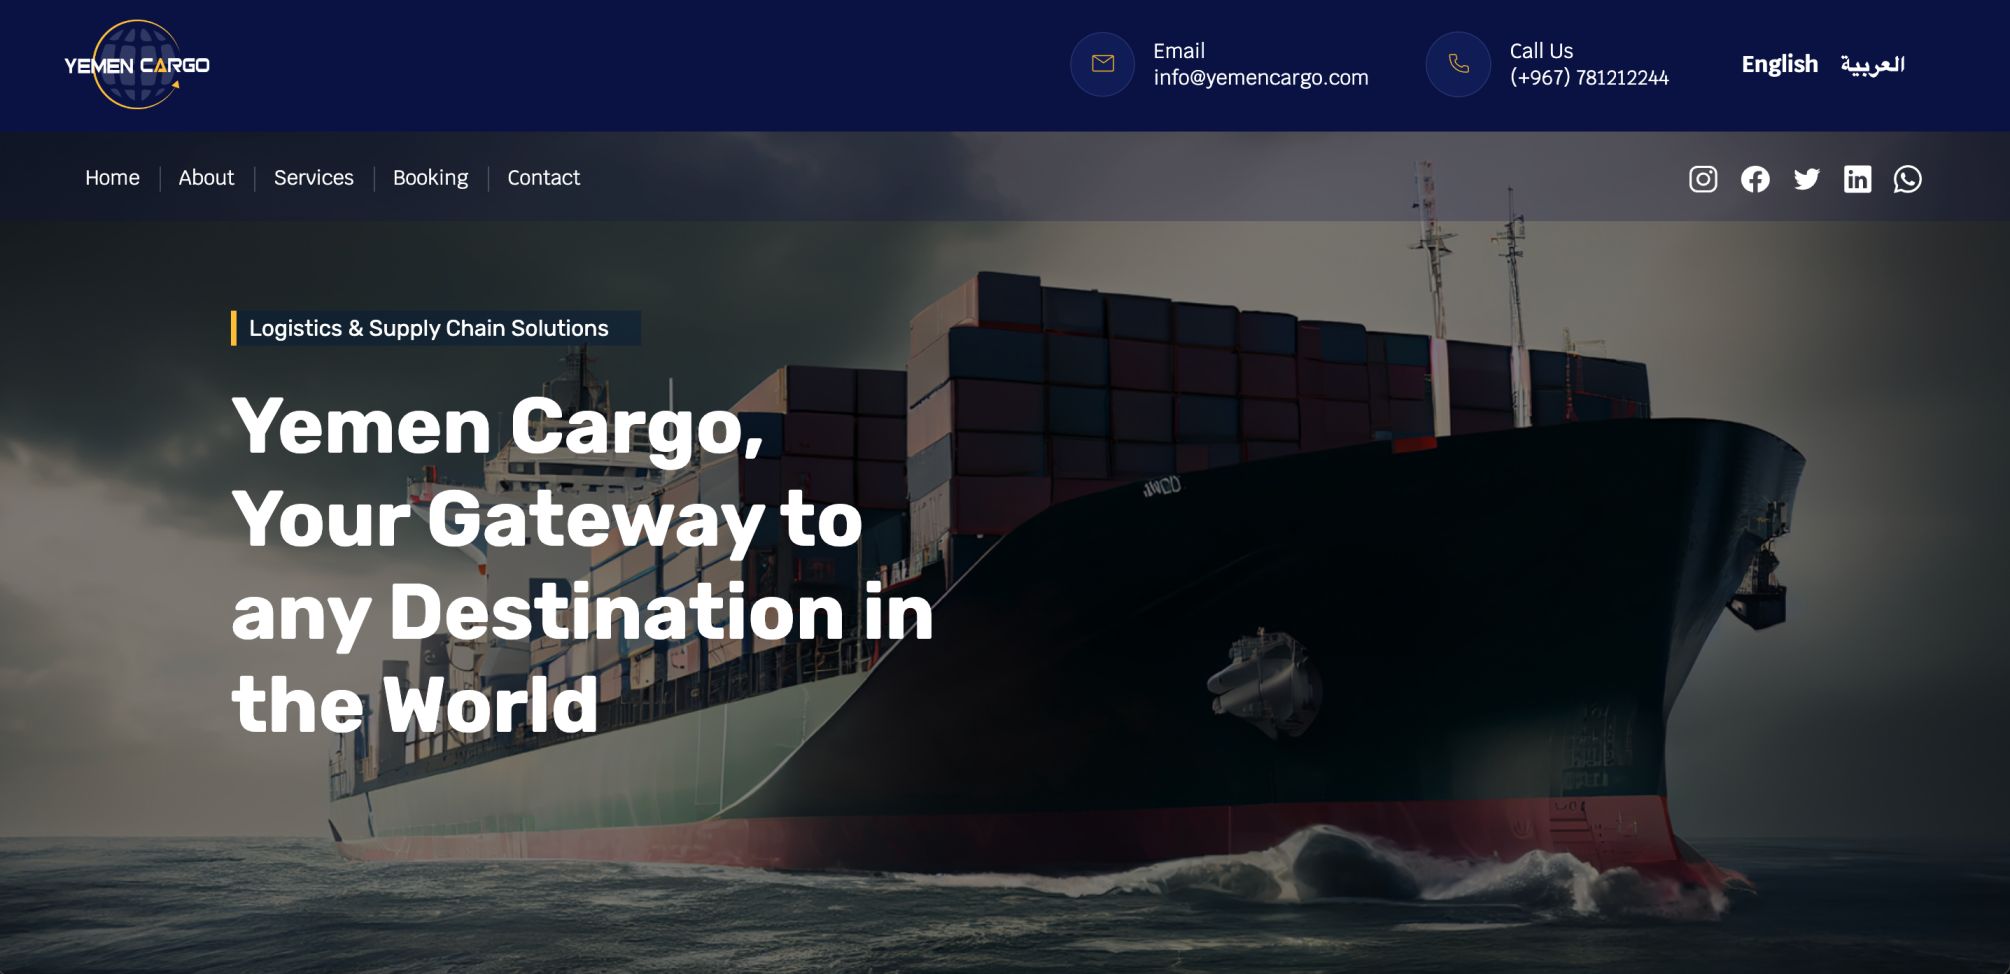 YEMEN CARGO
Email
info@yemencargo.com
Call Us
(+967) 781212244
English
العربية
Home
About
Services
Booking
Contact
Logistics & Supply Chain Solutions
Yemen Cargo,
Your Gateway to
any Destination in
the World